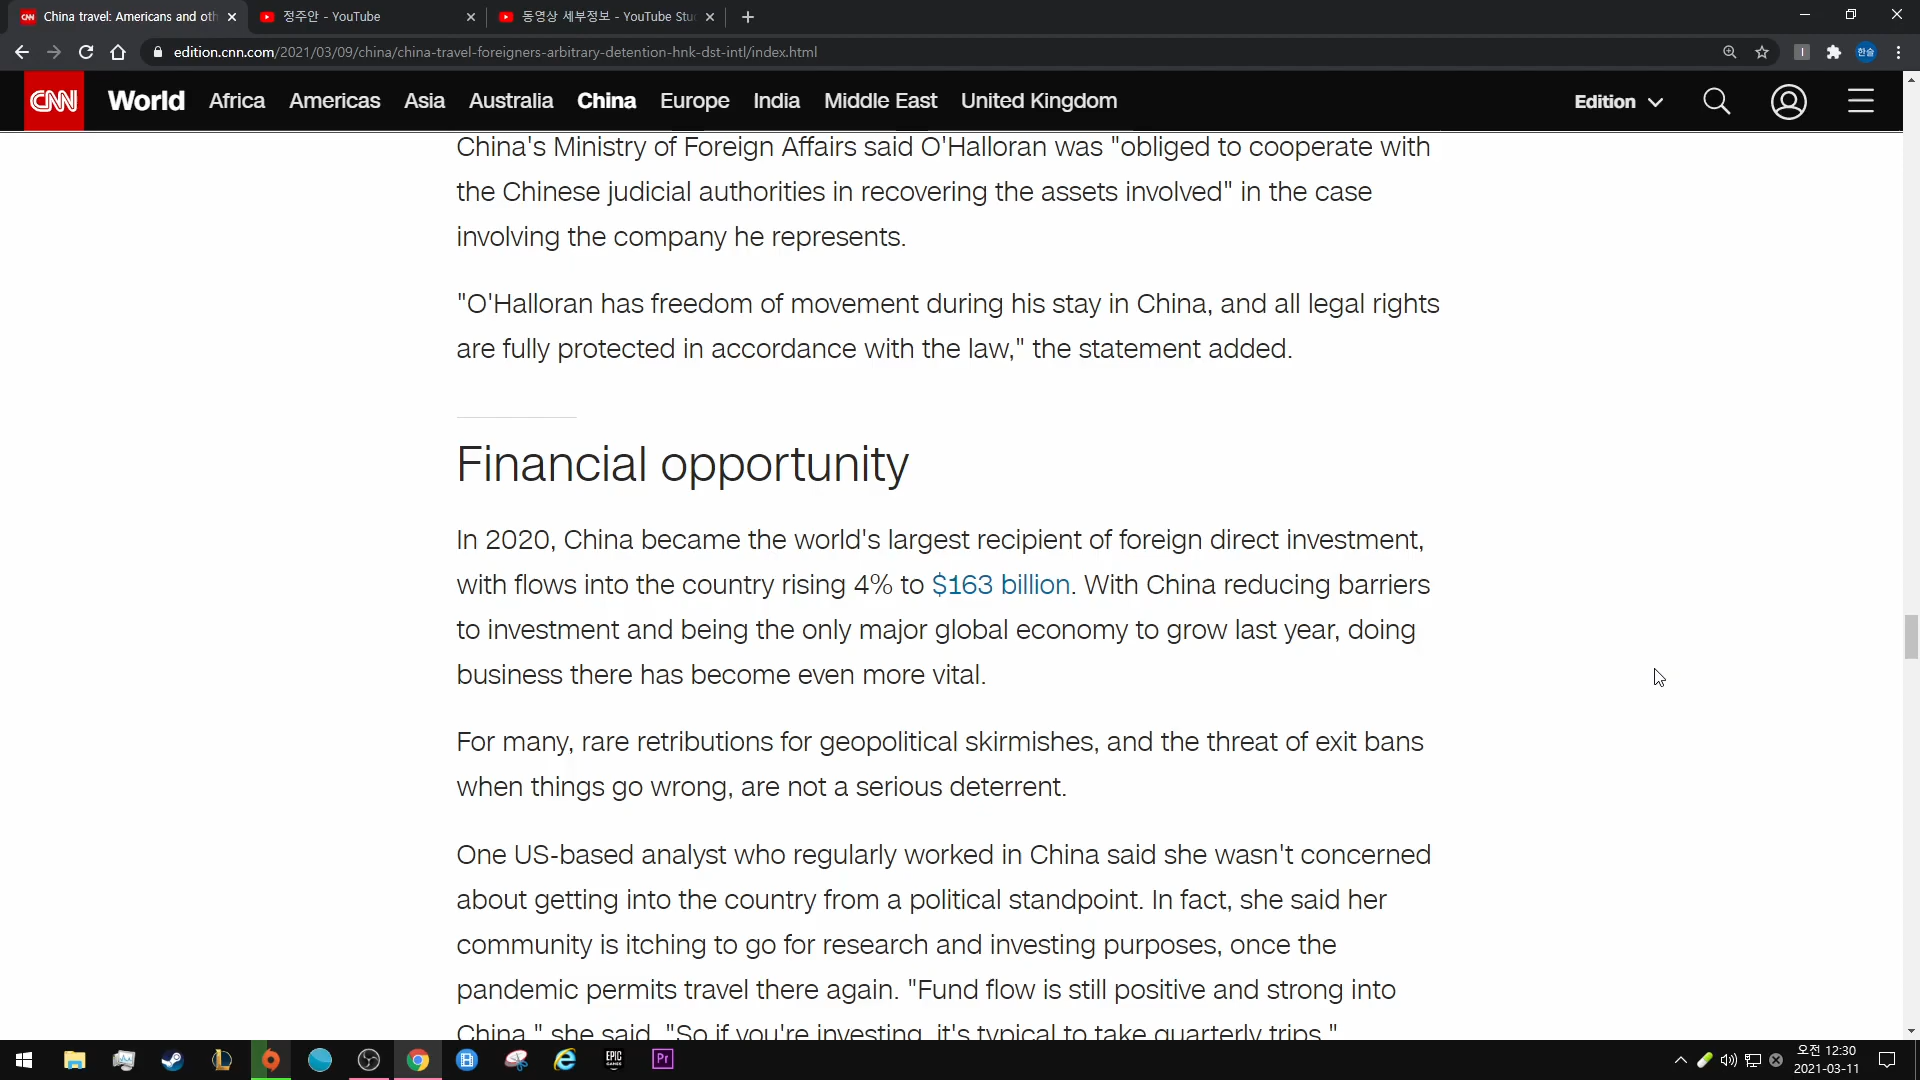 China travel: Americans and oth
정주안 - YouTube
동영상 세부정보 - YouTube Stu
edition.cnn.com/2021/03/09/china/china-travel-foreigners-arbitrary-detention-hnk-dst-intl/index.html
한슬
CNN World Africa Americas Asia Australia China Europe India Middle East United Kingdom Edition
China's Ministry of Foreign Affairs said O'Halloran was "obliged to cooperate with
the Chinese judicial authorities in recovering the assets involved" in the case
involving the company he represents.
"O'Halloran has freedom of movement during his stay in China, and all legal rights
are fully protected in accordance with the law," the statement added.
Financial opportunity
In 2020, China became the world's largest recipient of foreign direct investment,
with flows into the country rising 4% to $163 billion. With China reducing barriers
to investment and being the only major global economy to grow last year, doing
business there has become even more vital.
For many, rare retributions for geopolitical skirmishes, and the threat of exit bans
when things go wrong, are not a serious deterrent.
One US-based analyst who regularly worked in China said she wasn't concerned
about getting into the country from a political standpoint. In fact, she said her
community is itching to go for research and investing purposes, once the
pandemic permits travel there again. "Fund flow is still positive and strong into
China," she said. "So if you're investing, it's typical to take quarterly trips."
EPIC GAMES
Pr
오전 12:30
2021-03-11